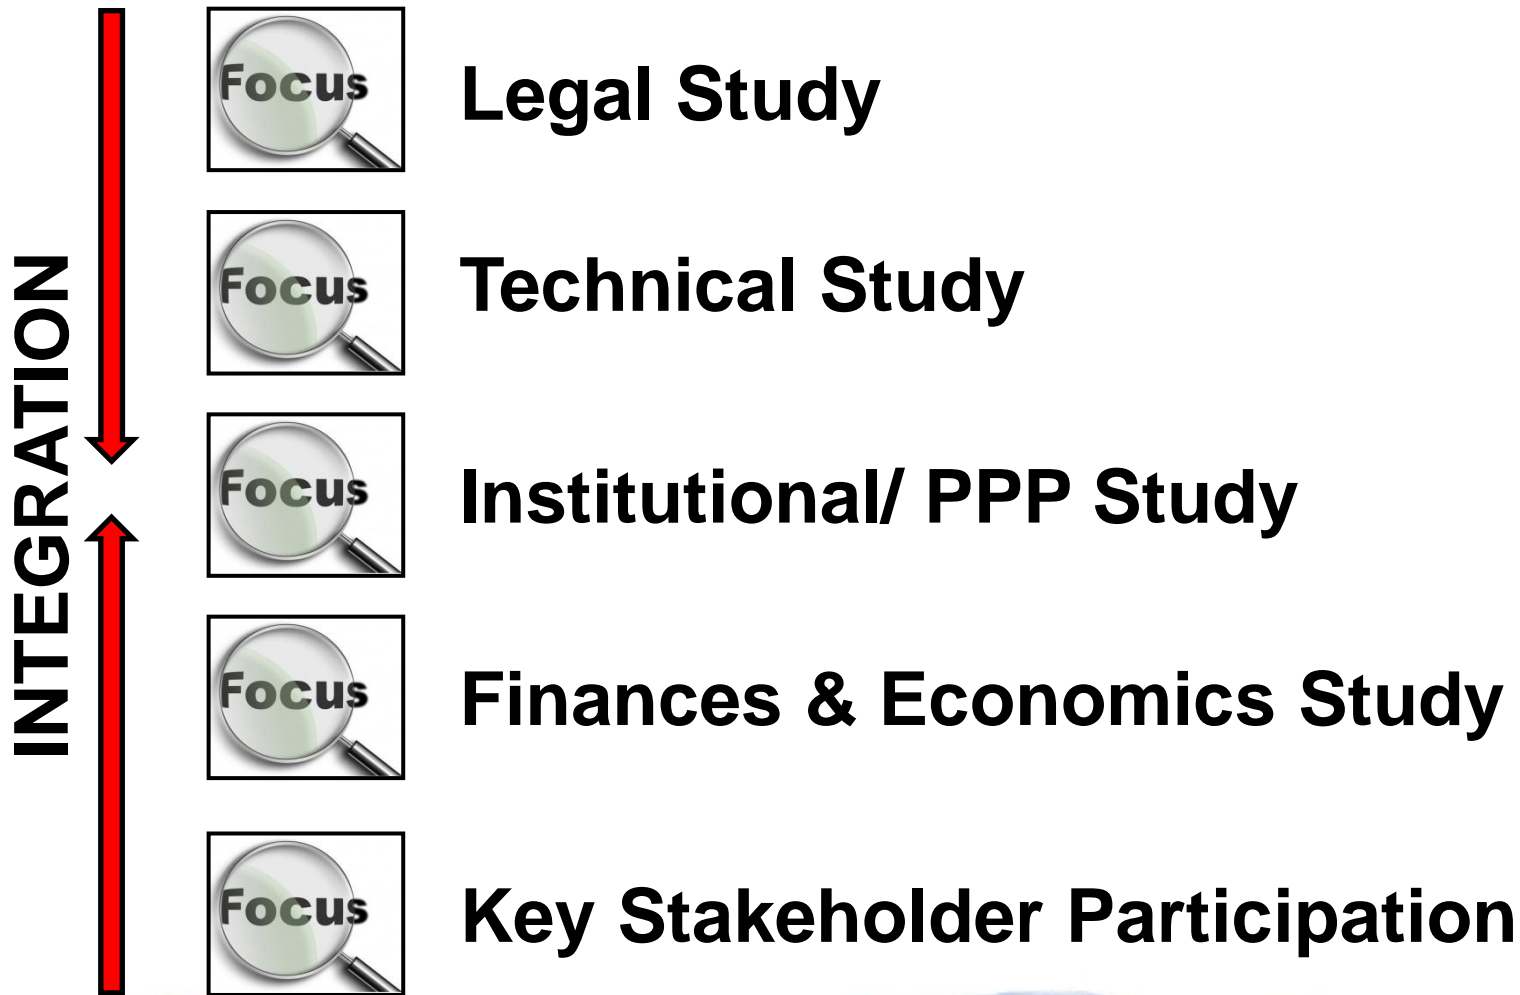 INTEGRATION
Focus
Legal Study
Focus
Technical Study
Focus
Institutional/ PPP Study
Focus
Finances & Economics Study
Focus
Key Stakeholder Participation